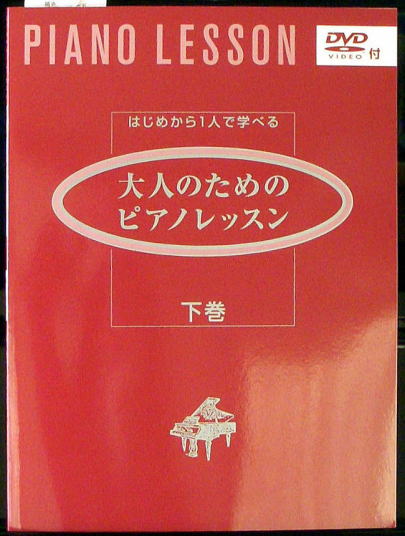 PIANO LESSON
DVD
VIDEO 付
はじめから1人で学べる
大人のための
ピアノレッスン
下巻